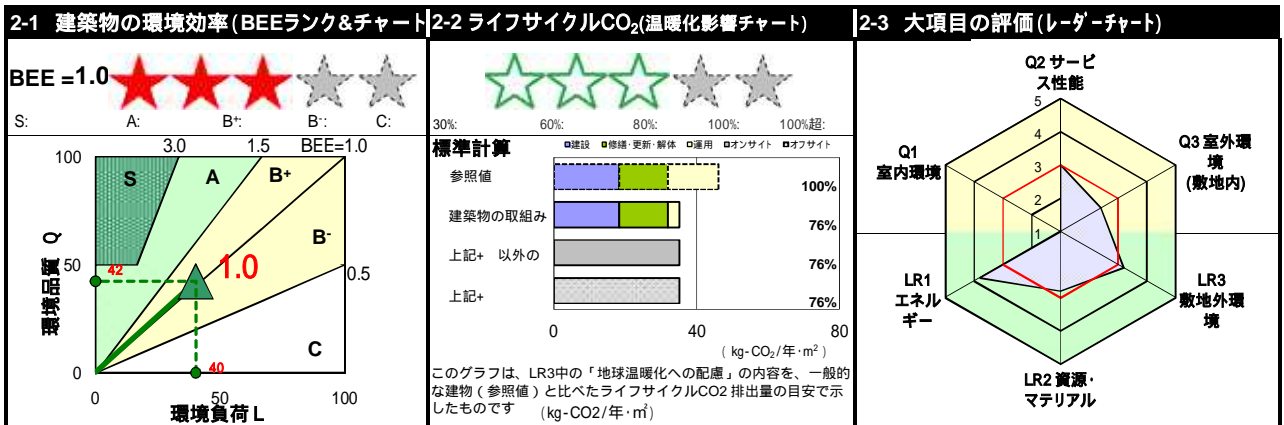 2-1 建築物の環境効率(BEEランク&チャート
BEE =1.0
S: A: B+: B-: C:
3.0 1.5 BEE=1.0
100
S A B+ B- C
0.5
50
42
1.0
40
0
0 50 100
環境品質 Q
環境負荷 L
2-2 ライフサイクルCO2(温暖化影響チャート)
30%: 60%: 80%: 100%: 100%超:
標準計算
建設 修繕・更新・解体 運用 オンサイト オフサイト
参照値 100%
建築物の取組み 76%
上記+ 以外の 76%
上記+ 76%
0 40 80
( kg-CO2/年・m2 )
このグラフは、LR3中の「地球温暖化への配慮」の内容を、一般的
な建物(参照値)と比べたライフサイクルCO2 排出量の目安で示
したものです (kg-CO2/年・㎡)
2-3 大項目の評価(レーダーチャート)
Q2 サービ
ス性能
Q1
室内環境
Q3 室外環
境
(敷地内)
5
4
3
2
1
LR1
エネル
ギー
LR3
敷地外環
境
LR2 資源・
マテリアル